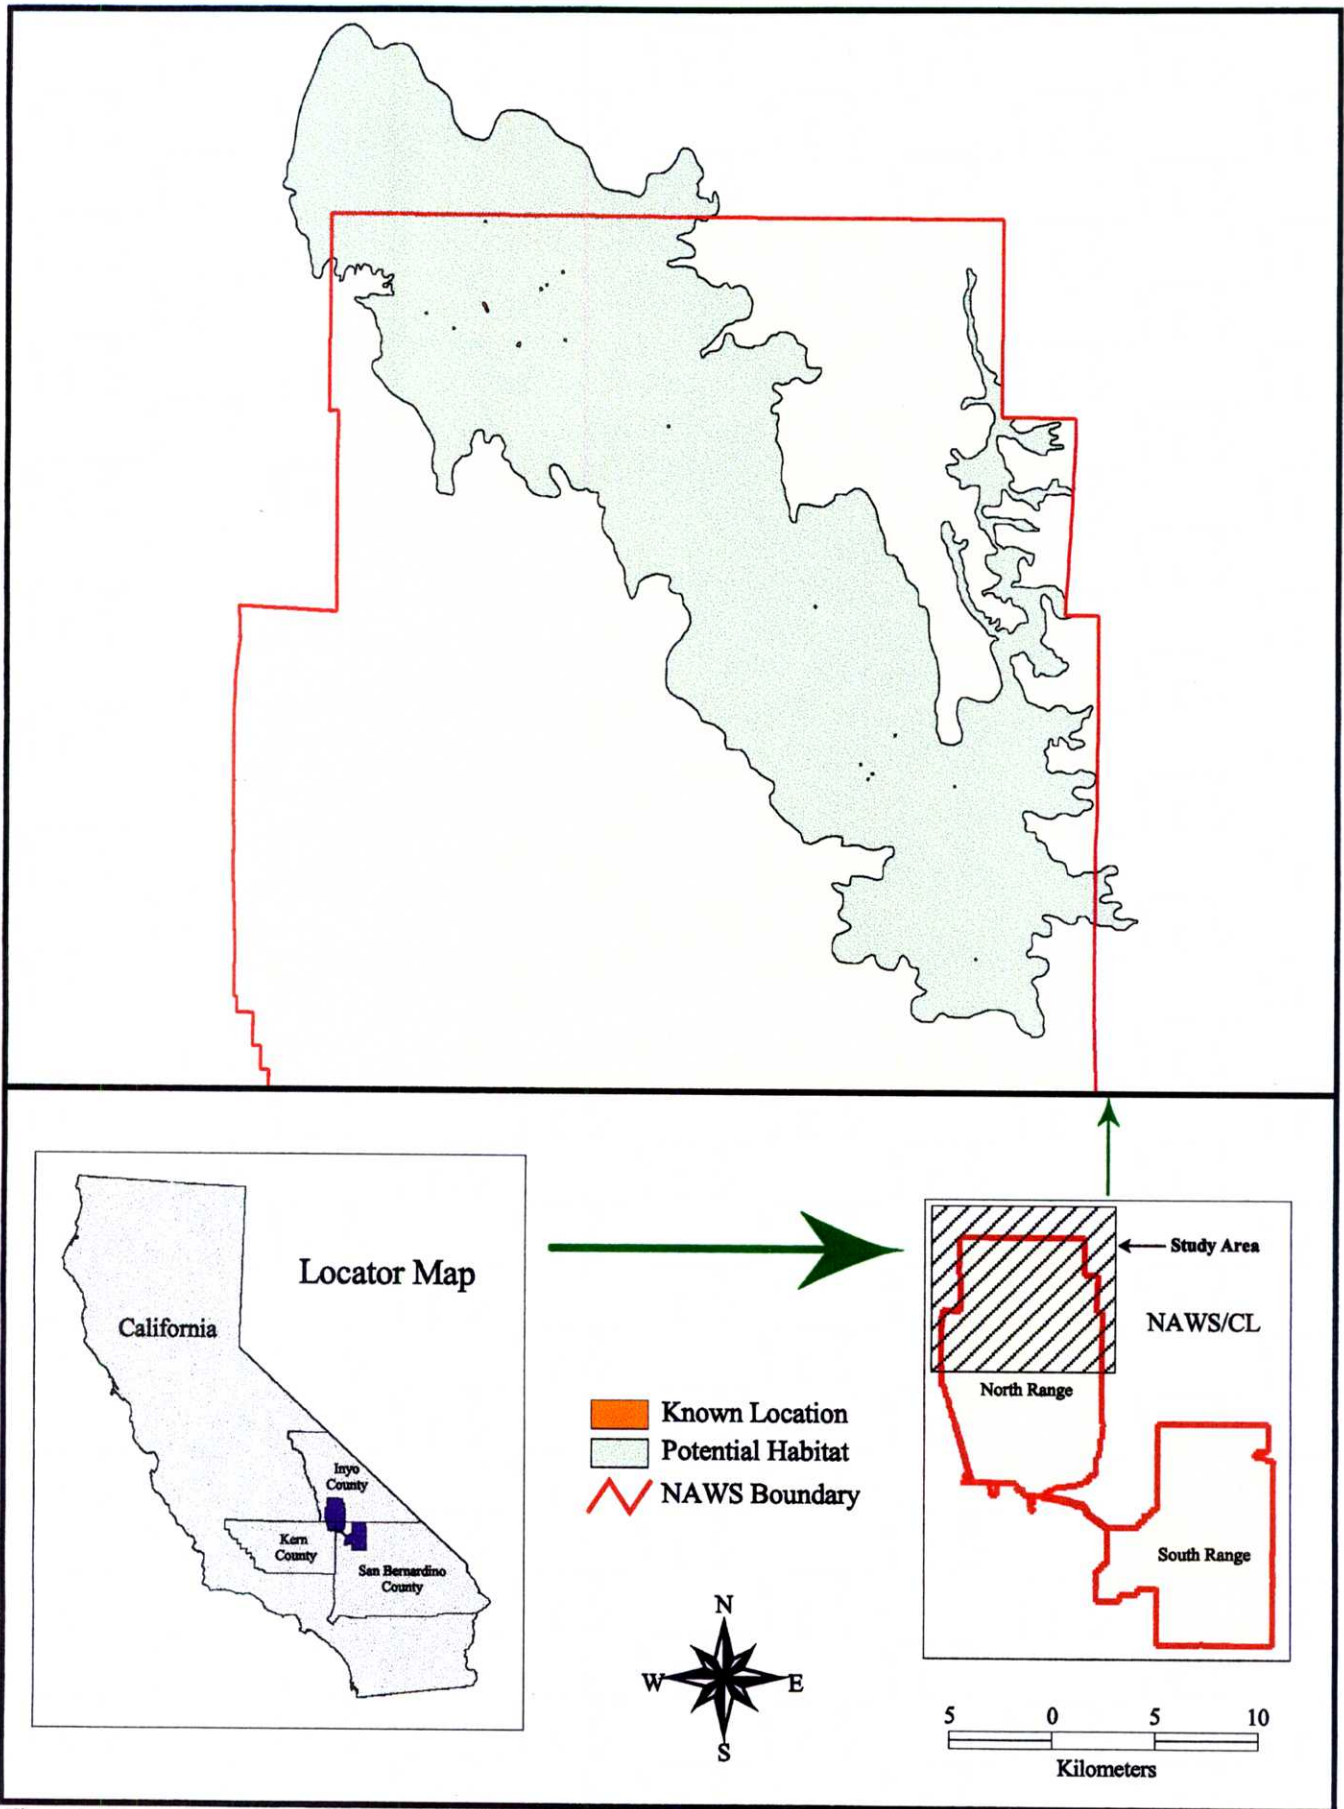 Locator Map
California
Inyo
County
Kern
County
San Bernardino
County
Known Location
Potential Habitat
NAWS Boundary
N
W
E
S
Study Area
NAWS/CL
North Range
South Range
5 0 5 10
Kilometers